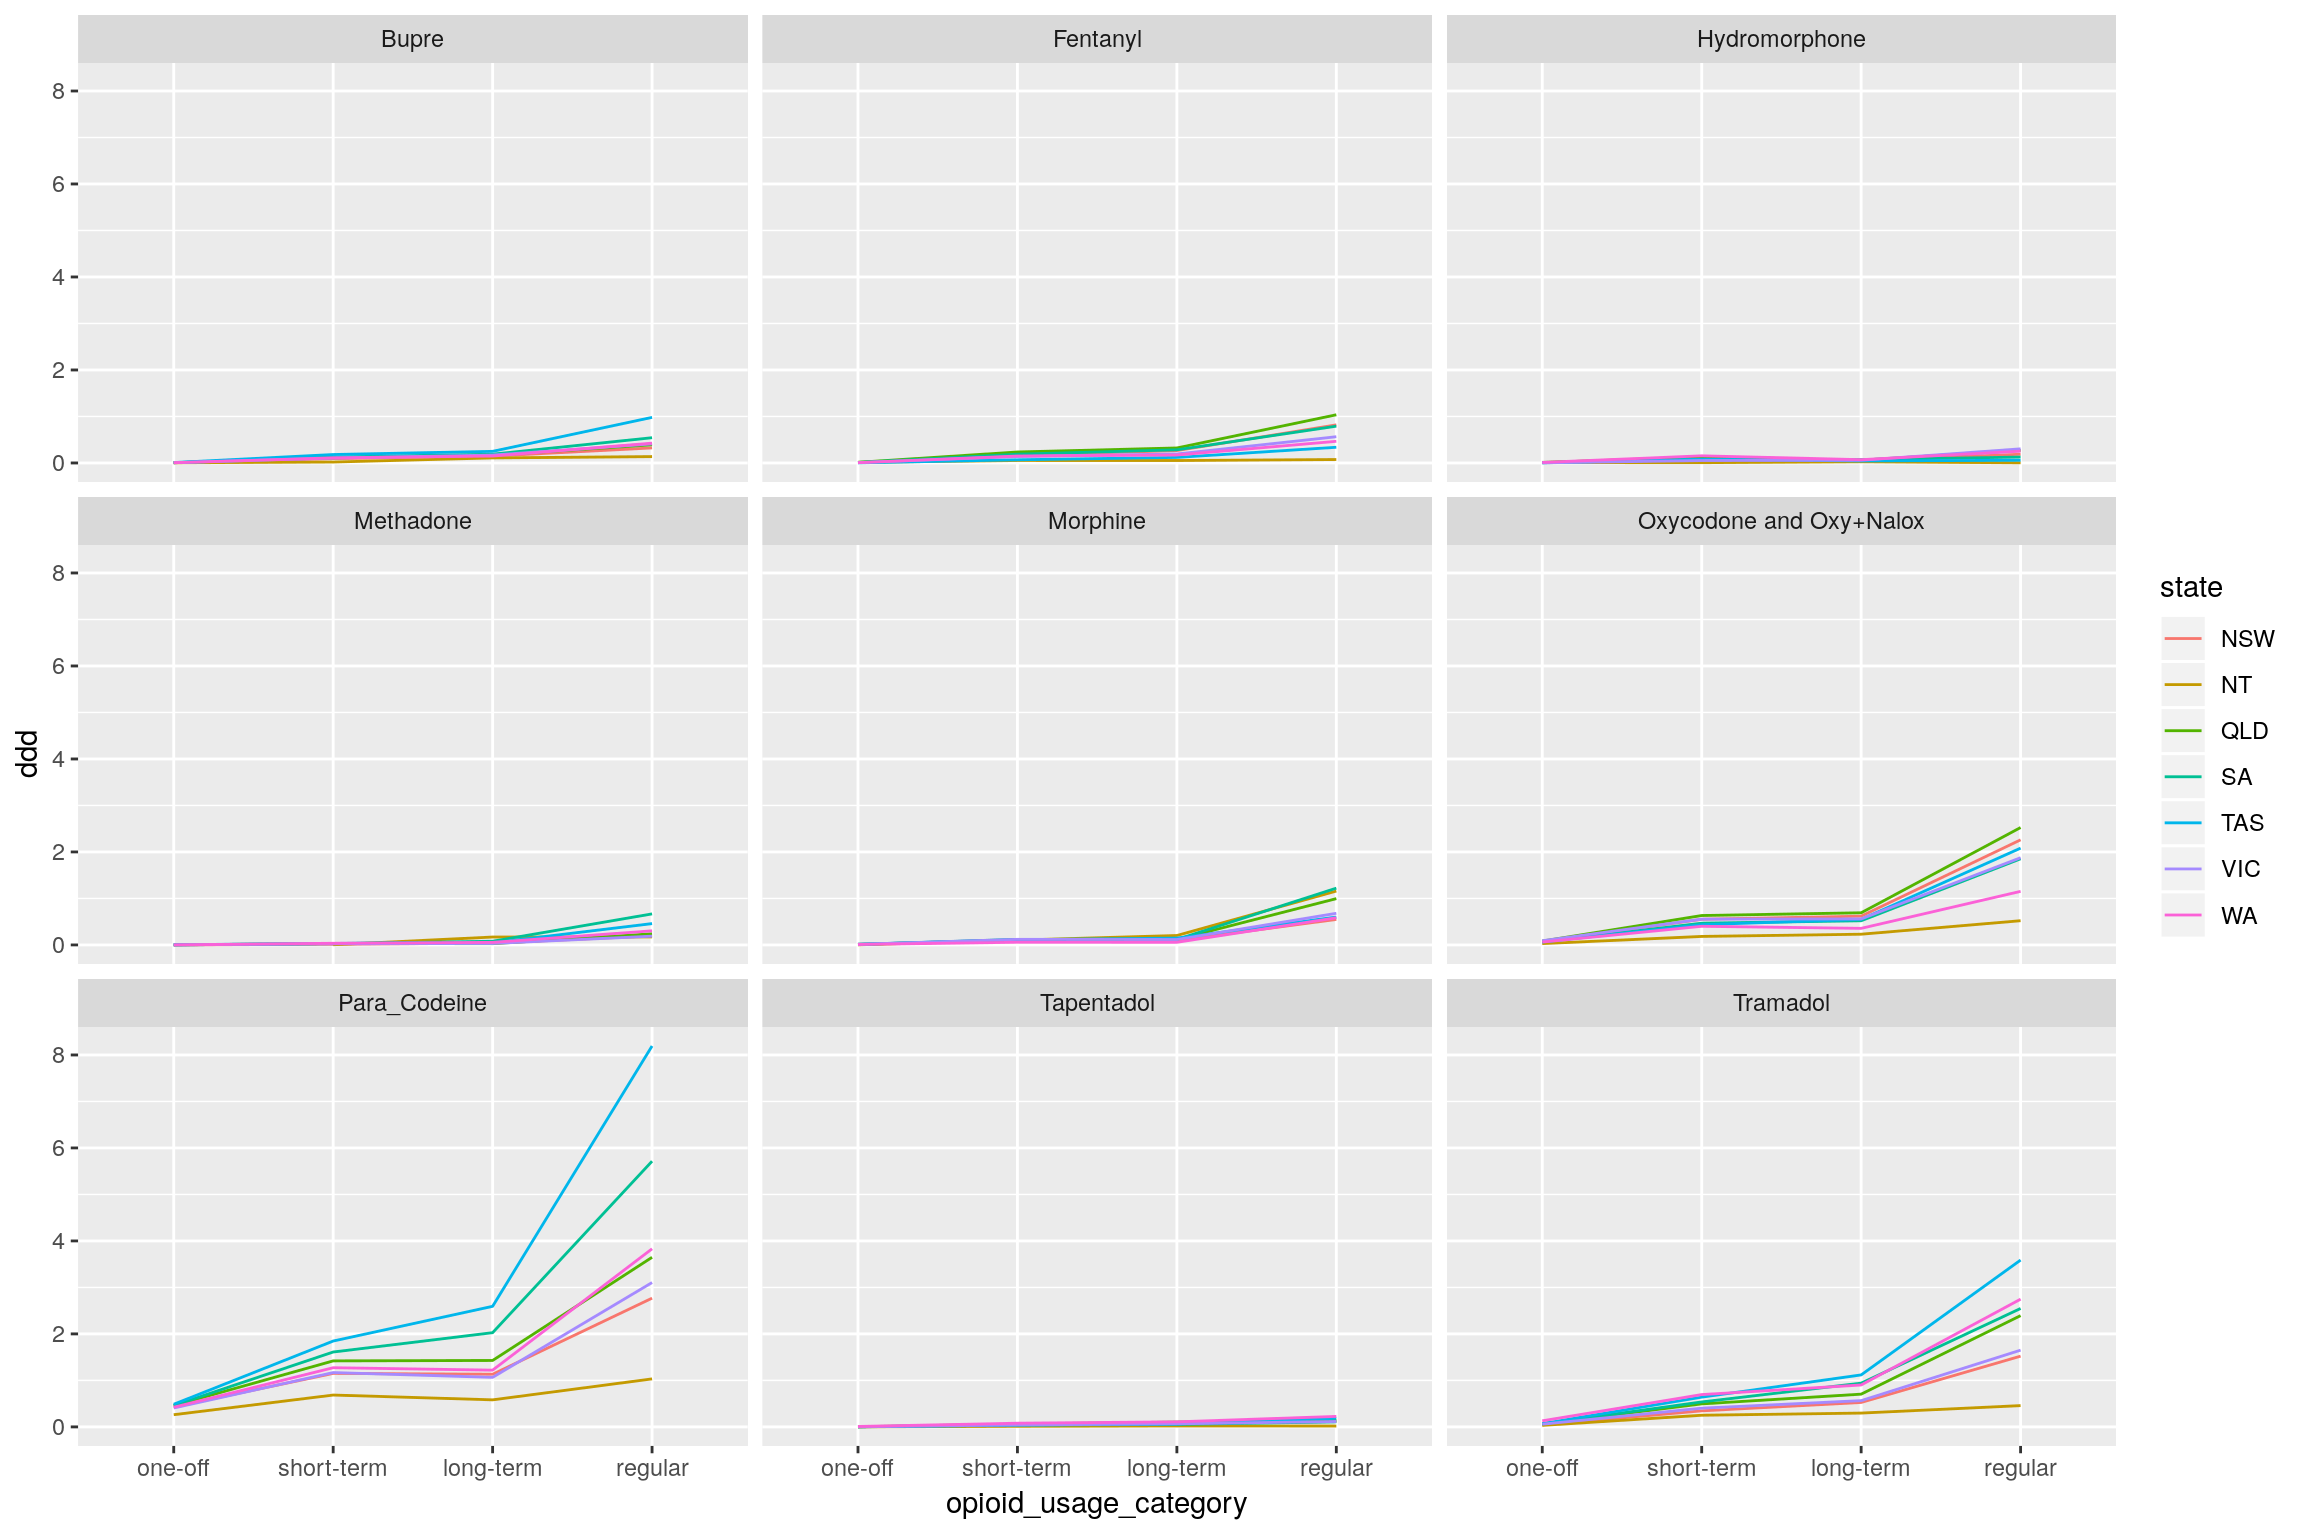 Bupre
Fentanyl
Hydromorphone
8
6
4
2
0
Methadone
Morphine
Oxycodone and Oxy+Nalox
8
6
4
2
0
Para_Codeine
Tapentadol
Tramadol
8
6
4
2
0
one-off short-term long-term regular
one-off short-term long-term regular
one-off short-term long-term regular
opioid_usage_category
ddd
state
NSW
NT
QLD
SA
TAS
VIC
WA